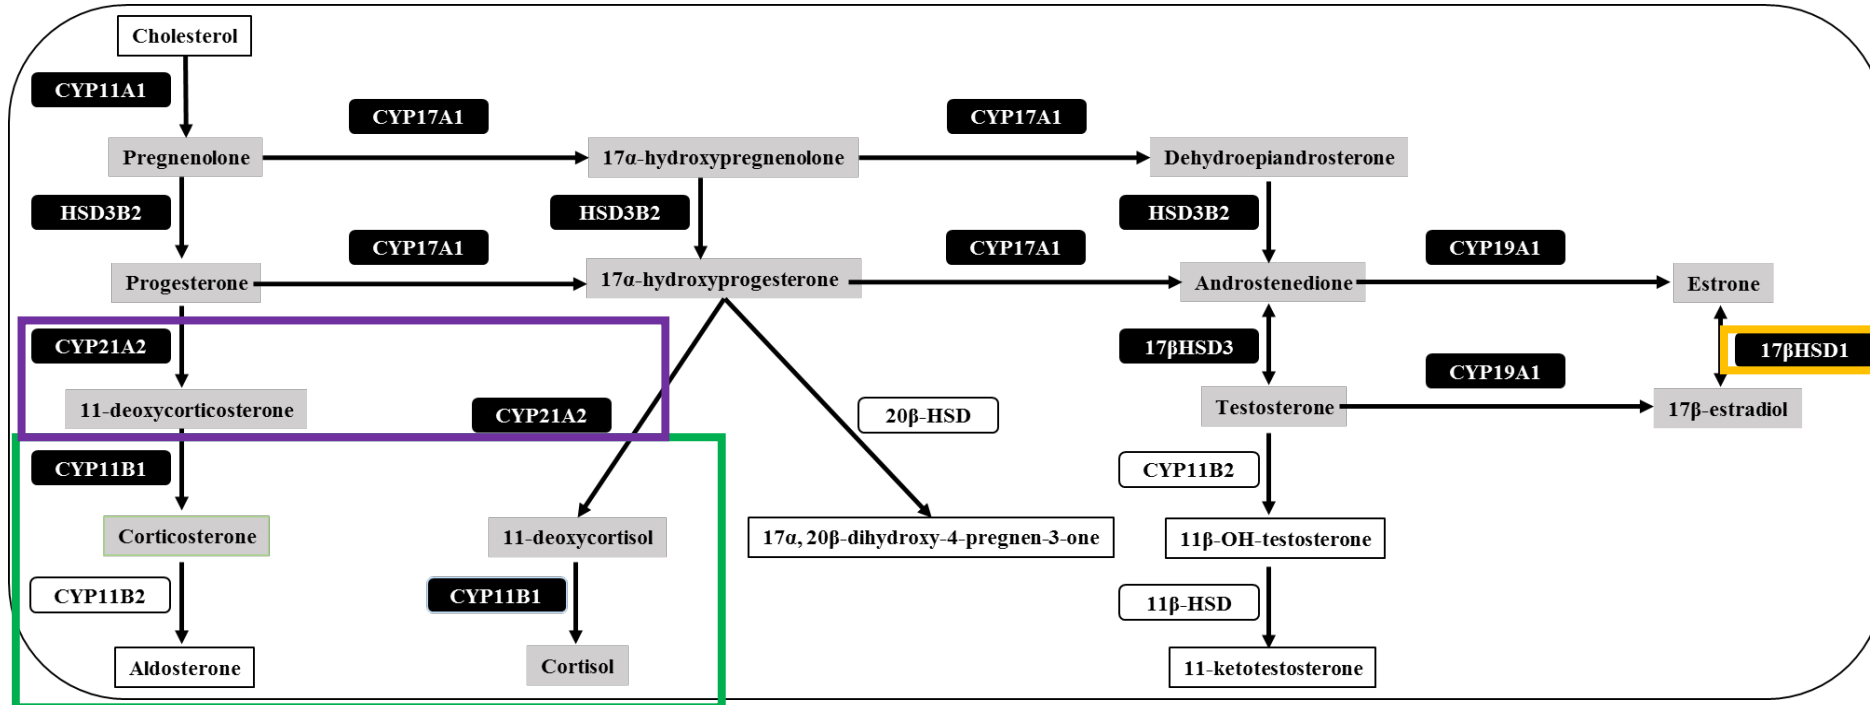 Cholesterol
CYP11A1
CYP17A1
CYP17A1
Pregnenolone
17α-hydroxypregnenolone
Dehydroepiandrosterone
HSD3B2
HSD3B2
HSD3B2
CYP17A1
CYP17A1
CYP19A1
Progesterone
17α-hydroxyprogesterone
Androstenedione
Estrone
CYP21A2
17βHSD3
17βHSD1
CYP19A1
11-deoxycorticosterone
CYP21A2
20β-HSD
Testosterone
17β-estradiol
CYP11B1
CYP11B2
Corticosterone
11-deoxycortisol
17α, 20β-dihydroxy-4-pregnen-3-one
11β-OH-testosterone
CYP11B2
CYP11B1
11β-HSD
Aldosterone
Cortisol
11-ketotestosterone